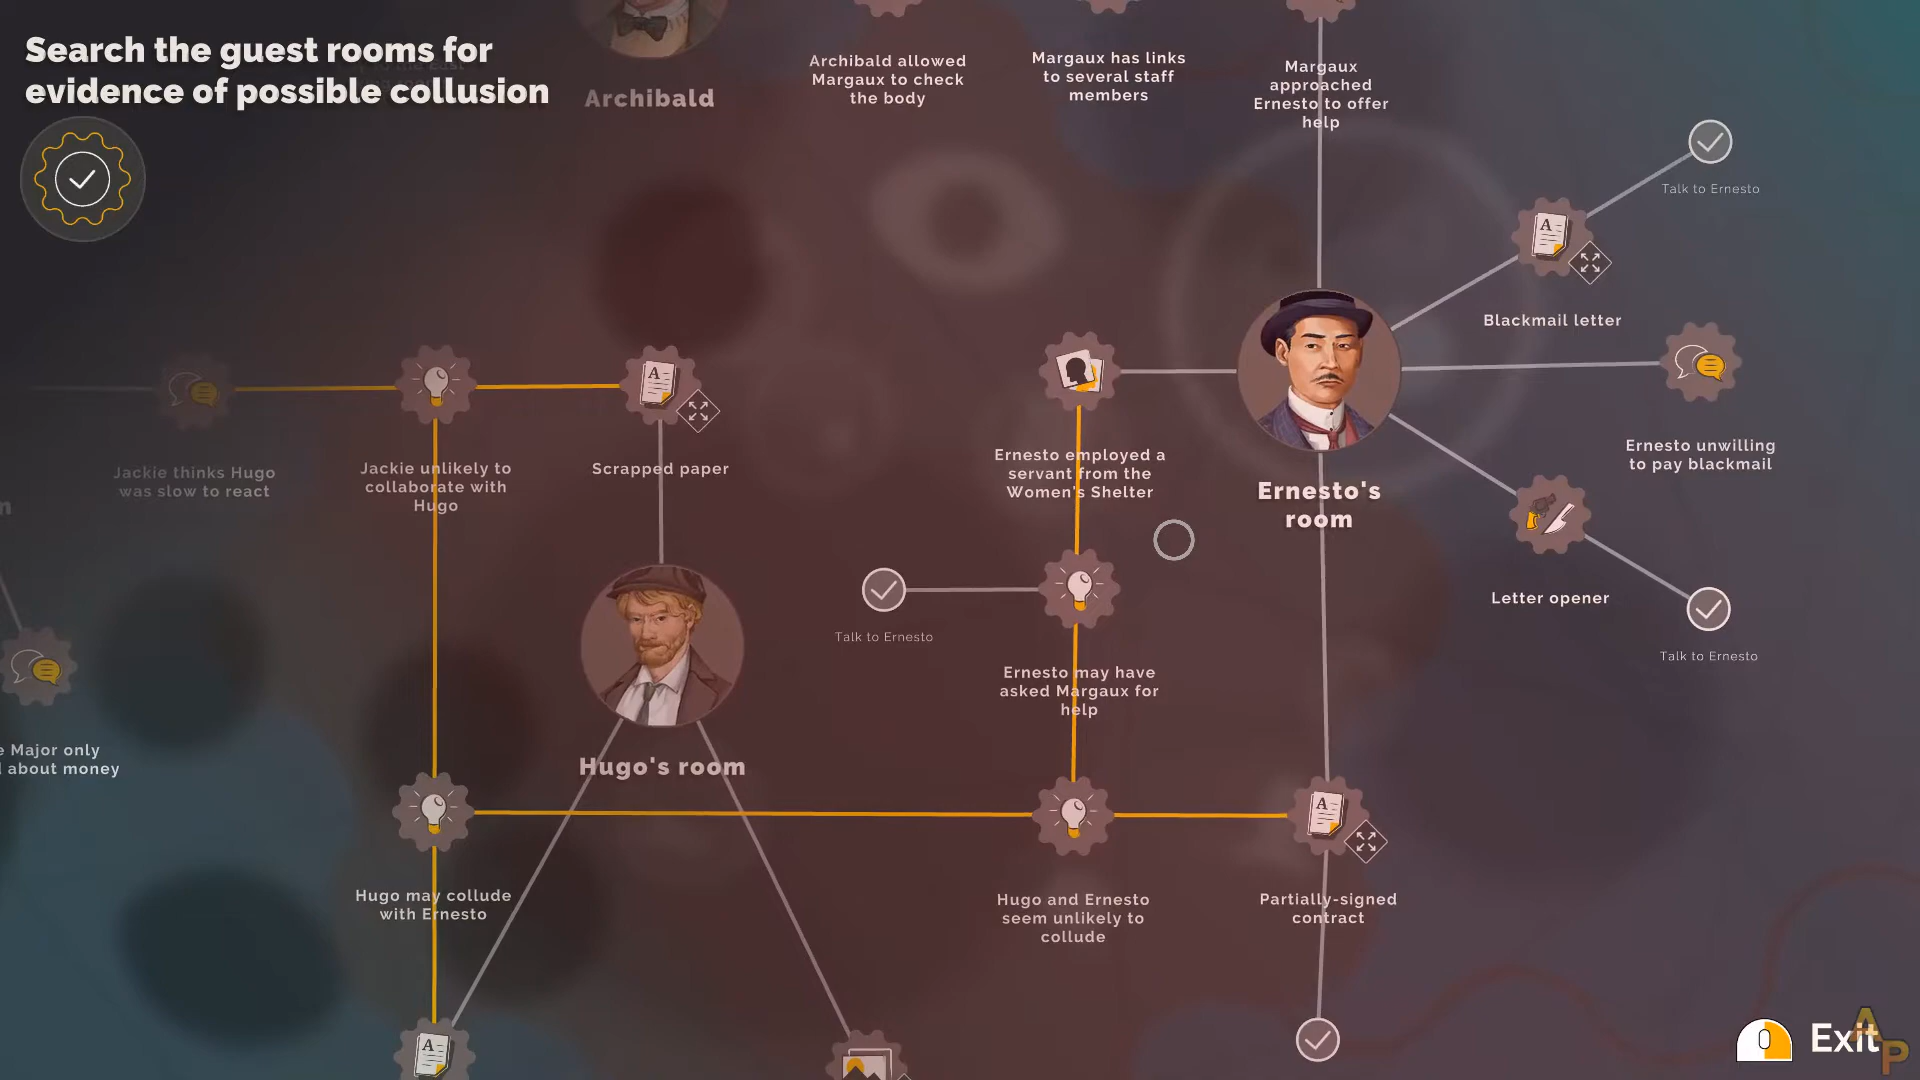 Search the guest rooms for
evidence of possible collusion
Archibald
Archibald allowed
Margaux to check
the body
Margaux has links
to several staff
members
Margaux
approached
Ernesto to offer
help
Talk to Ernesto
Blackmail letter
Ernesto unwilling
to pay blackmail
Letter opener
Talk to Ernesto
Jackie thinks Hugo
was slow to react
Jackie unlikely to
collaborate with
Hugo
Scrapped paper
Ernesto employed a
servant from the
Women's Shelter
Ernesto's
room
Talk to Ernesto
Ernesto may have
asked Margaux for
help
Hugo's room
Major only
about money
Hugo may collude
with Ernesto
Hugo and Ernesto
seem unlikely to
collude
Partially-signed
contract
Exit
AP